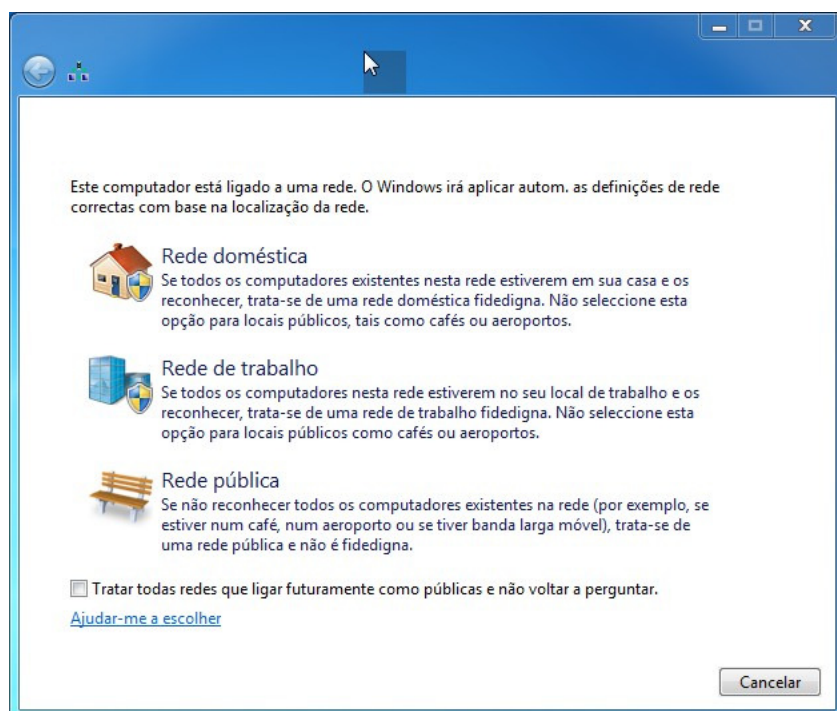 Este computador está ligado a uma rede. O Windows irá aplicar autom. as definições de rede
correctas com base na localização da rede.
Rede doméstica
Se todos os computadores existentes nesta rede estiverem em sua casa e os
reconhecer, trata-se de uma rede doméstica fidedigna. Não seleccione esta
opção para locais públicos, tais como cafés ou aeroportos.
Rede de trabalho
Se todos os computadores nesta rede estiverem no seu local de trabalho e os
reconhecer, trata-se de uma rede de trabalho fidedigna. Não seleccione esta
opção para locais públicos como cafés ou aeroportos.
Rede pública
Se não reconhecer todos os computadores existentes na rede (por exemplo, se
estiver num café, num aeroporto ou se tiver banda larga móvel), trata-se de
uma rede pública e não é fidedigna.
Tratar todas redes que ligar futuramente como públicas e não voltar a perguntar.
Ajudar-me a escolher
Cancelar